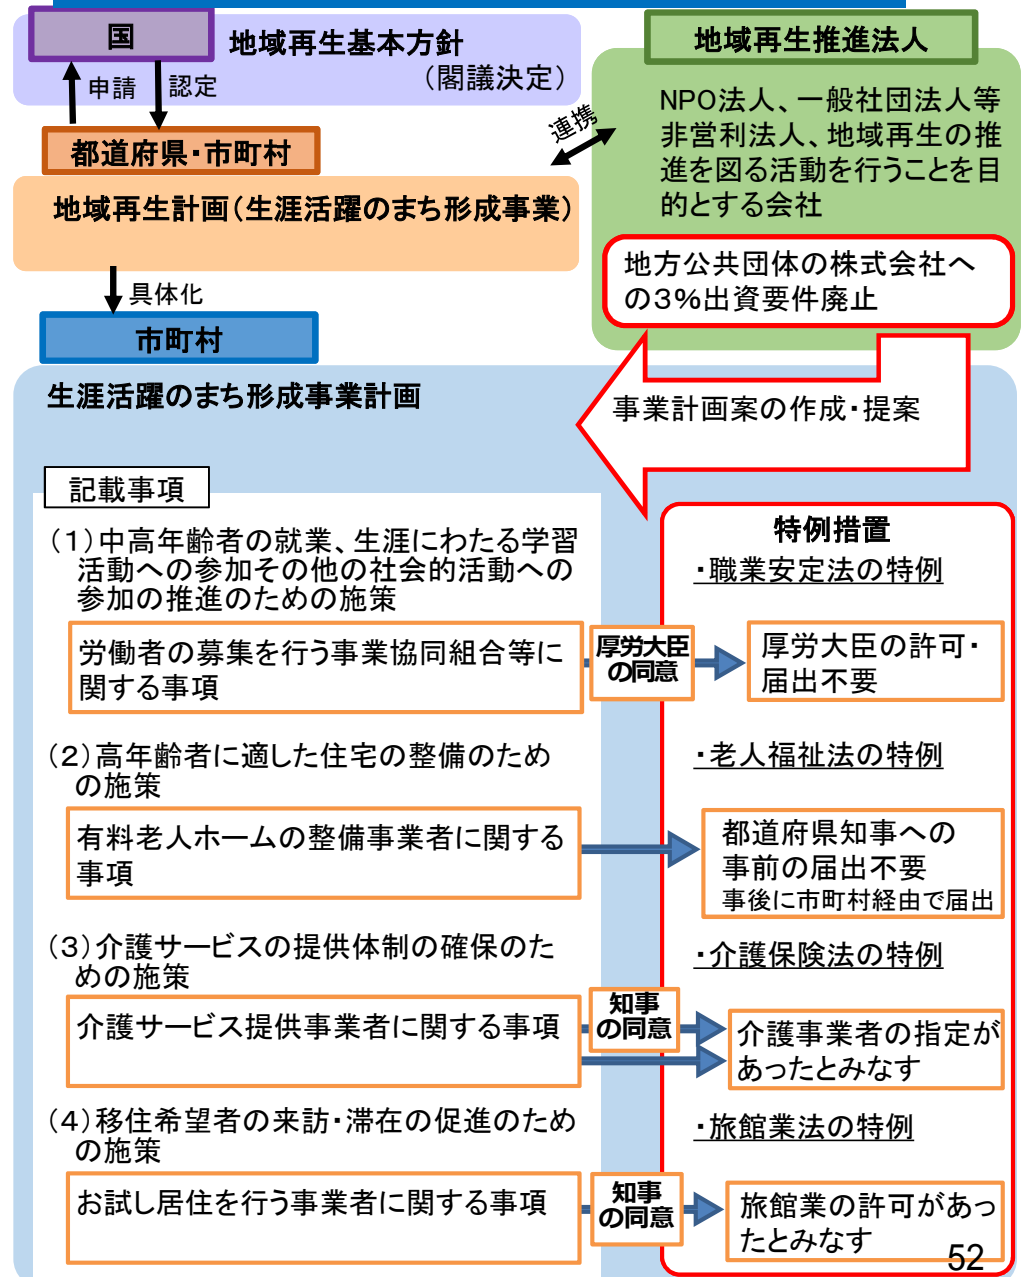 国
地域再生基本方針
（閣議決定）
申請
認定
都道府県・市町村
地域再生計画（生涯活躍のまち形成事業）
連携
地域再生推進法人
NPO法人、一般社団法人等
非営利法人、地域再生の推
進を図る活動を行うことを目
的とする会社
地方公共団体の株式会社へ
の３％出資要件廃止
具体化
市町村
生涯活躍のまち形成事業計画
事業計画案の作成・提案
記載事項
（１）中高年齢者の就業、生涯にわたる学習
活動への参加その他の社会的活動への
参加の推進のための施策
労働者の募集を行う事業協同組合等に
関する事項
厚労大臣
の同意
特例措置
・職業安定法の特例
厚労大臣の許可・
届出不要
（２）高年齢者に適した住宅の整備のため
の施策
有料老人ホームの整備事業者に関する
事項
・老人福祉法の特例
都道府県知事への
事前の届出不要
事後に市町村経由で届出
（３）介護サービスの提供体制の確保のた
めの施策
介護サービス提供事業者に関する事項
知事
の同意
・介護保険法の特例
介護事業者の指定が
あったとみなす
（４）移住希望者の来訪・滞在の促進のため
の施策
お試し居住を行う事業者に関する事項
知事
の同意
・旅館業法の特例
旅館業の許可があっ
たとみなす
52